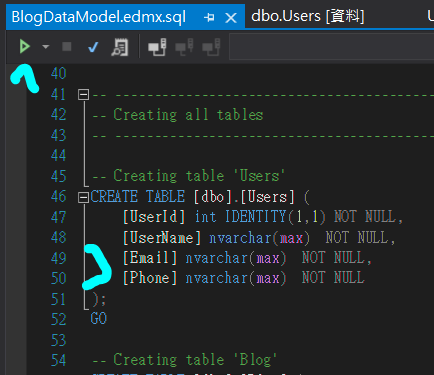 BlogDataModel.edmx.sql dbo.Users [資料] U
40
41 -- --------------------------------------------------
42 -- Creating all tables
43 -- --------------------------------------------------
44
45 -- Creating table 'Users'
46 CREATE TABLE [dbo].[Users] (
47 [UserId] int IDENTITY(1,1) NOT NULL,
48 [UserName] nvarchar(max)  NOT NULL,
49 [Email] nvarchar(max)  NOT NULL,
50 [Phone] nvarchar(max)  NOT NULL
51 );
52 GO
53
54 -- Creating table 'Blog'